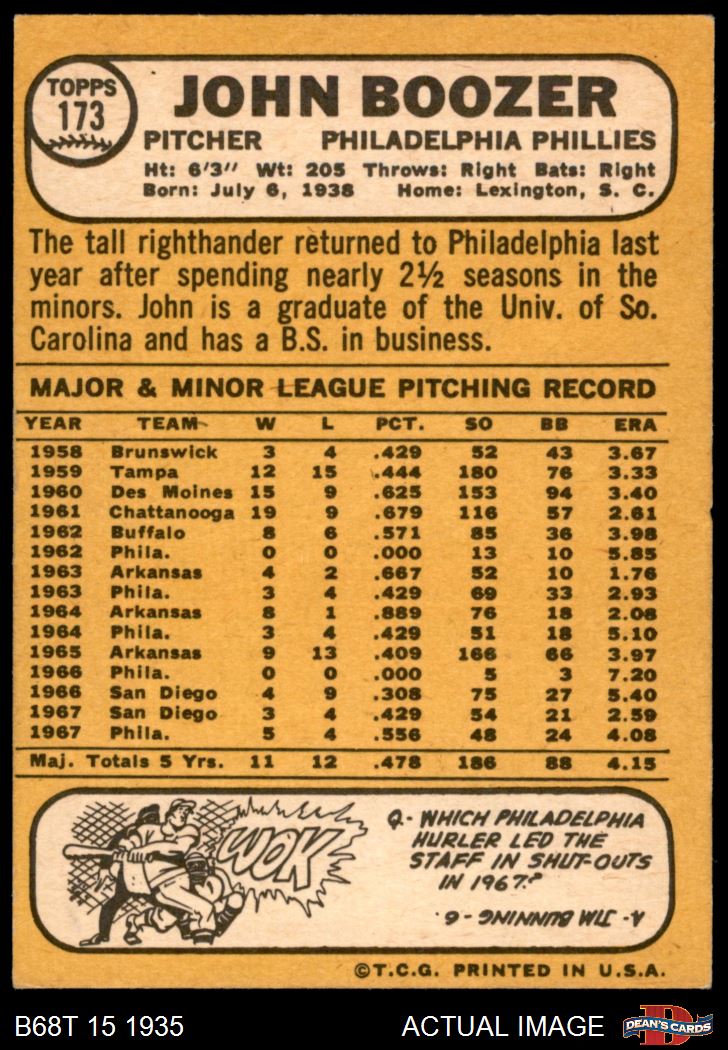 TOPPS
173
JOHN BOOZER
PITCHER PHILADELPHIA PHILLIES
Ht: 6'3" Wt: 205 Throws: Right Bats: Right
Born: July 6, 1938 Home: Lexington, S. C.
The tall righthander returned to Philadelphia last
year after spending nearly 2½ seasons in the
minors. John is a graduate of the Univ. of So.
Carolina and has a B.S. in business.
MAJOR & MINOR LEAGUE PITCHING RECORD
YEAR TEAM W L PCT. SO BB ERA
1958 Brunswick 3 4 .429 52 43 3.67
1959 Tampa 12 15 .444 180 76 3.33
1960 Des Moines 15 9 .625 153 94 3.40
1961 Chattanooga 19 9 .679 116 57 2.61
1962 Buffalo 8 6 .571 85 36 3.98
1962 Phila. 0 0 .000 13 10 5.85
1963 Arkansas 4 2 .667 52 10 1.76
1963 Phila. 3 4 .429 69 33 2.93
1964 Arkansas 8 1 .889 76 18 2.08
1964 Phila. 3 4 .429 51 18 5.10
1965 Arkansas 9 13 .409 166 66 3.97
1966 Phila. 0 0 .000 5 3 7.20
1966 San Diego 4 9 .308 75 27 5.40
1967 San Diego 3 4 .429 54 21 2.59
1967 Phila. 5 4 .556 48 24 4.08
Maj. Totals 5 Yrs. 11 12 .478 186 88 4.15
WOK
Q- WHICH PHILADELPHIA
HURLER LED THE
STAFF IN SHUT-OUTS
IN 1967?
A- JIM BUNNING - 6.
©T.C.G. PRINTED IN U.S.A.
B68T 15 1935
ACTUAL IMAGE
D
DEAN'S CARDS